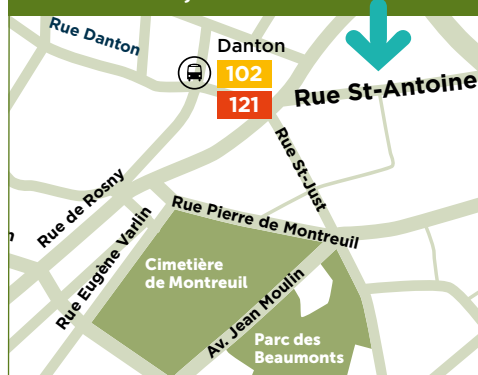 Rue Danton
Danton
102
121
Rue St-Antoine
Rue St-Just
Rue de Rosny
Rue Pierre de Montreuil
Rue Eugène Varlin
Cimetière
de Montreuil
Av. Jean Moulin
Parc des
Beaumonts